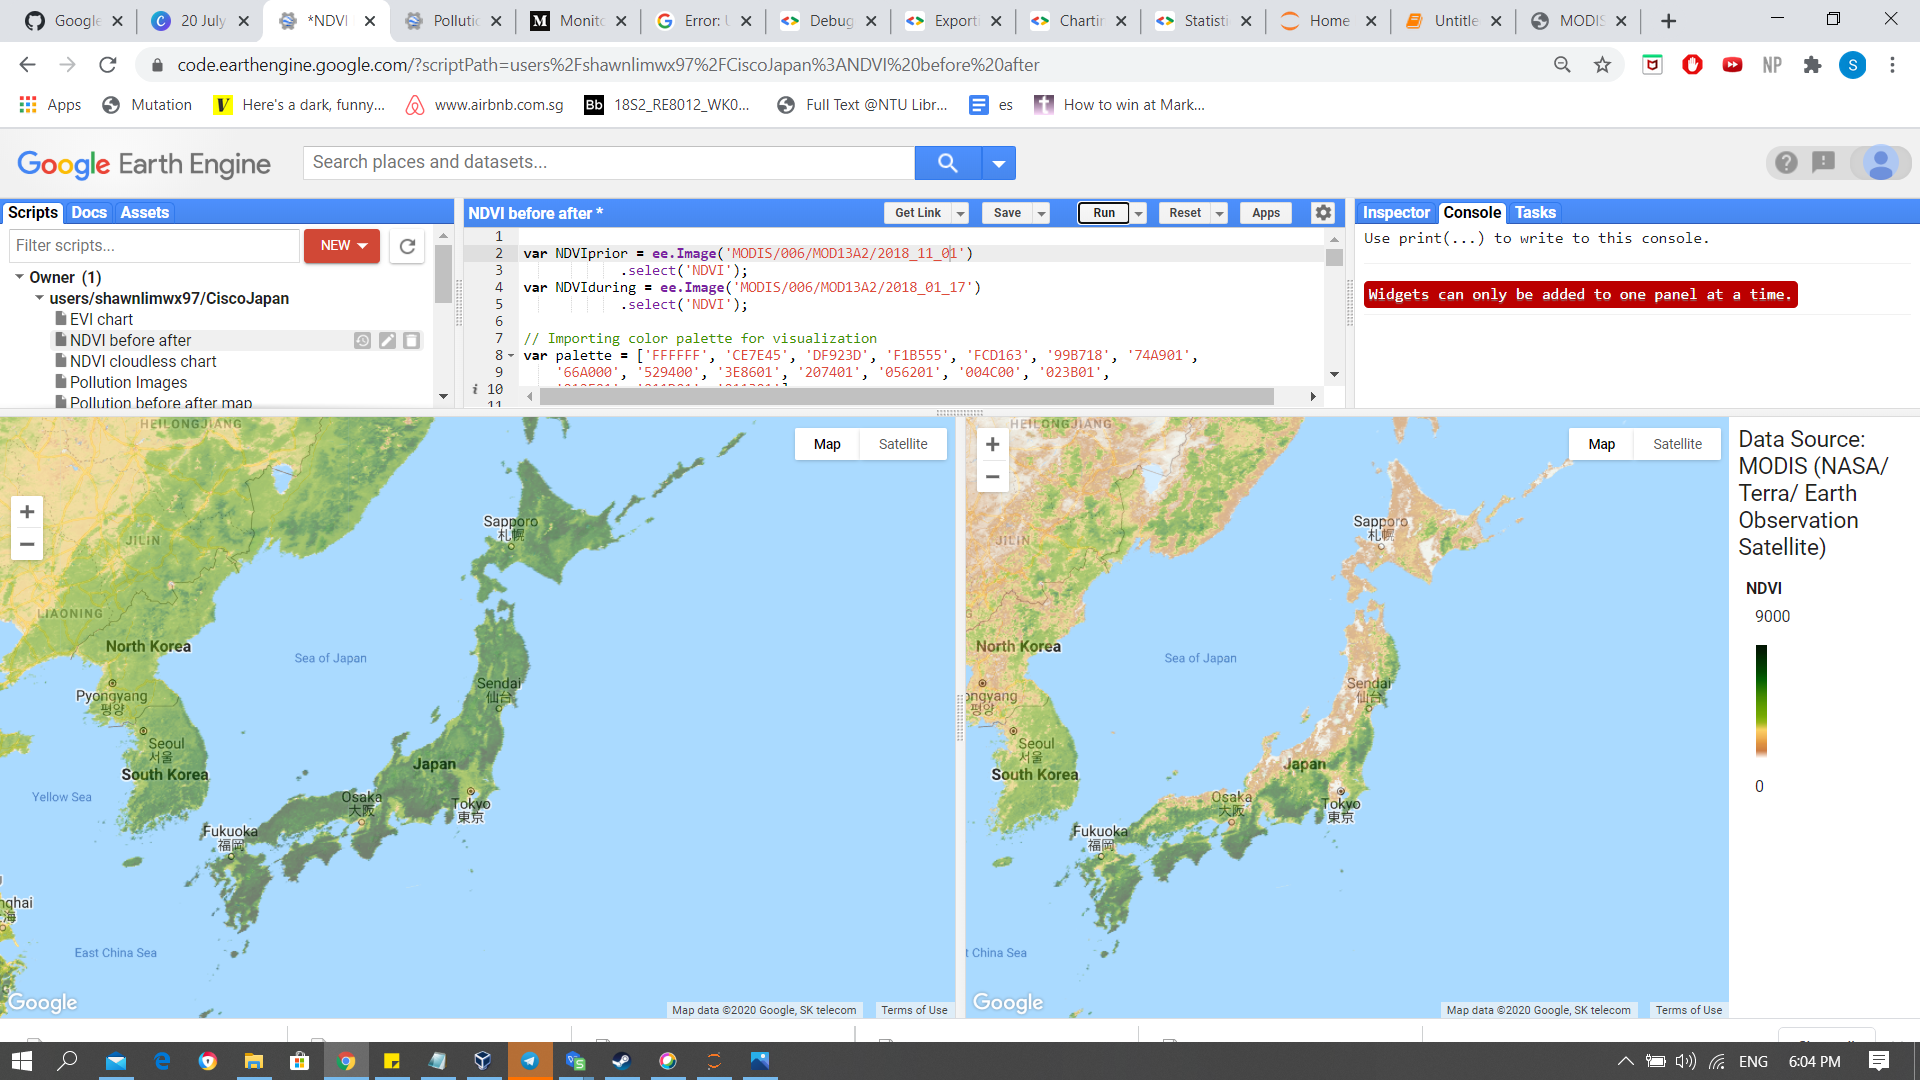 Google
20 July
*NDVI
Pollutic
Monito
Error: U
Debug
Exporti
Chartin
Statisti
Home
Untitle
MODIS
code.earthengine.google.com/?scriptPath=users%2Fshawnlimwx97%2FCiscoJapan%3ANDVI%20before%20after
NP
S
Apps
Mutation
Here's a dark, funny...
www.airbnb.com.sg
Bb 18S2_RE8012_WK0...
Full Text @NTU Libr...
es
How to win at Mark...
Google Earth Engine
Search places and datasets...
Scripts Docs Assets
NDVI before after *
Get Link Save Run Reset Apps
Inspector Console Tasks
Filter scripts...
NEW
Owner (1)
users/shawnlimwx97/CiscoJapan
EVI chart
NDVI before after
NDVI cloudless chart
Pollution Images
Pollution before after map
1
2 var NDVIprior = ee.Image('MODIS/006/MOD13A2/2018_11_01')
3 .select('NDVI');
4 var NDVIduring = ee.Image('MODIS/006/MOD13A2/2018_01_17')
5 .select('NDVI');
6
7 // Importing color palette for visualization
8 var palette = ['FFFFFF', 'CE7E45', 'DF923D', 'F1B555', 'FCD163', '99B718', '74A901',
9 '66A000', '529400', '3E8601', '207401', '056201', '004C00', '023B01',
i 10
11
Use print(...) to write to this console.
Widgets can only be added to one panel at a time.
Map Satellite
HEILONGJIANG
JILIN
LIAONING
North Korea
Pyongyang
평양
Seoul
서울
South Korea
Yellow Sea
Sea of Japan
Sapporo
札幌
Sendai
仙台
Japan
Osaka
大阪
Tokyo
東京
Fukuoka
福岡
nghai
海
East China Sea
Google
Map data ©2020 Google, SK telecom
Terms of Use
Map Satellite
HEILONGJIANG
JILIN
North Korea
ongyang
평양
Seoul
서울
South Korea
Sea of Japan
Sapporo
札幌
Sendai
仙台
Japan
Osaka
大阪
Tokyo
東京
Fukuoka
福岡
t China Sea
Google
Map data ©2020 Google, SK telecom
Terms of Use
Data Source:
MODIS (NASA/
Terra/ Earth
Observation
Satellite)
NDVI
9000
0
ENG
6:04 PM